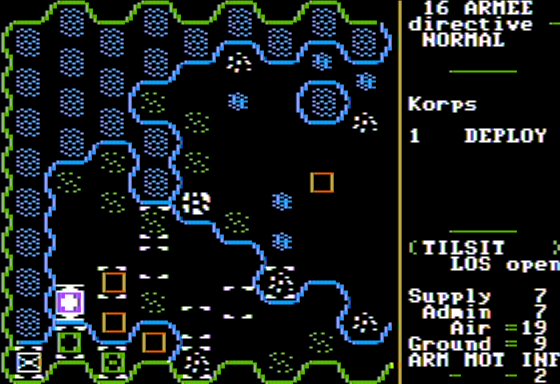 16 ARMEE
directive
NORMAL
Korps
1 DEPLOY
(TILSIT
LOS open
Supply 7
Admin 7
Air =19
Ground = 9
ARM MOT INF
- - 2